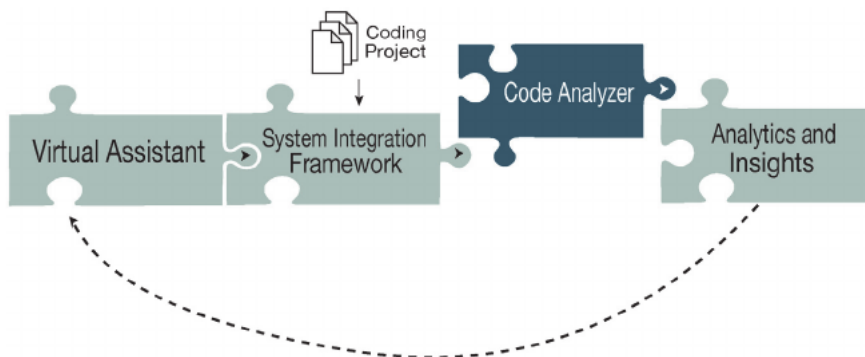 Coding
Project
Virtual Assistant
System Integration
Framework
Code Analyzer
Analytics and
Insights